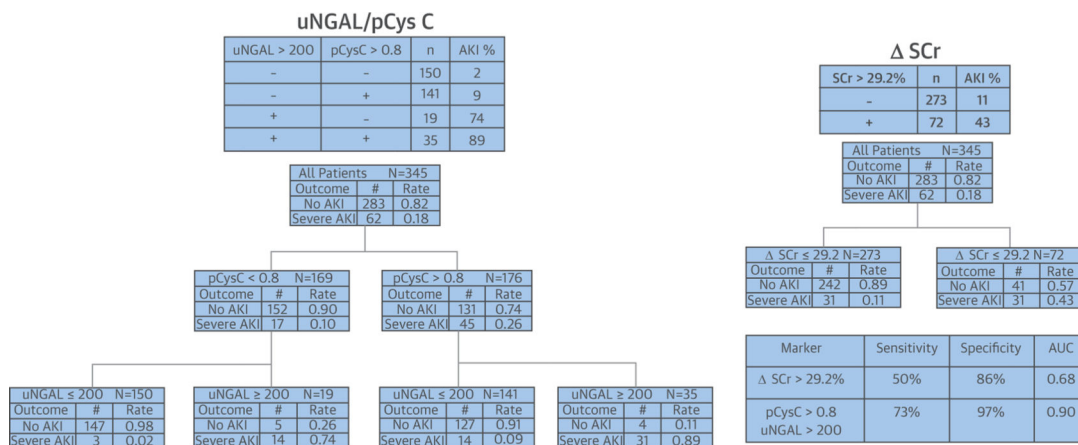 uNGAL/pCys C
uNGAL > 200 pCysC > 0.8 n AKI %
– – 150 2
– + 141 9
+ – 19 74
+ + 35 89
All Patients N=345
Outcome # Rate
No AKI 283 0.82
Severe AKI 62 0.18
pCysC < 0.8 N=169
Outcome # Rate
No AKI 152 0.90
Severe AKI 17 0.10
pCysC > 0.8 N=176
Outcome # Rate
No AKI 131 0.74
Severe AKI 45 0.26
uNGAL ≤ 200 N=150
Outcome # Rate
No AKI 147 0.98
Severe AKI 3 0.02
uNGAL ≥ 200 N=19
Outcome # Rate
No AKI 5 0.26
Severe AKI 14 0.74
uNGAL ≤ 200 N=141
Outcome # Rate
No AKI 127 0.91
Severe AKI 14 0.09
uNGAL ≥ 200 N=35
Outcome # Rate
No AKI 4 0.11
Severe AKI 31 0.89
Δ SCr
SCr > 29.2% n AKI %
– 273 11
+ 72 43
All Patients N=345
Outcome # Rate
No AKI 283 0.82
Severe AKI 62 0.18
Δ SCr ≤ 29.2 N=273
Outcome # Rate
No AKI 242 0.89
Severe AKI 31 0.11
Δ SCr ≤ 29.2 N=72
Outcome # Rate
No AKI 41 0.57
Severe AKI 31 0.43
Marker Sensitivity Specificity AUC
Δ SCr > 29.2% 50% 86% 0.68
pCysC > 0.8 73% 97% 0.90
uNGAL > 200